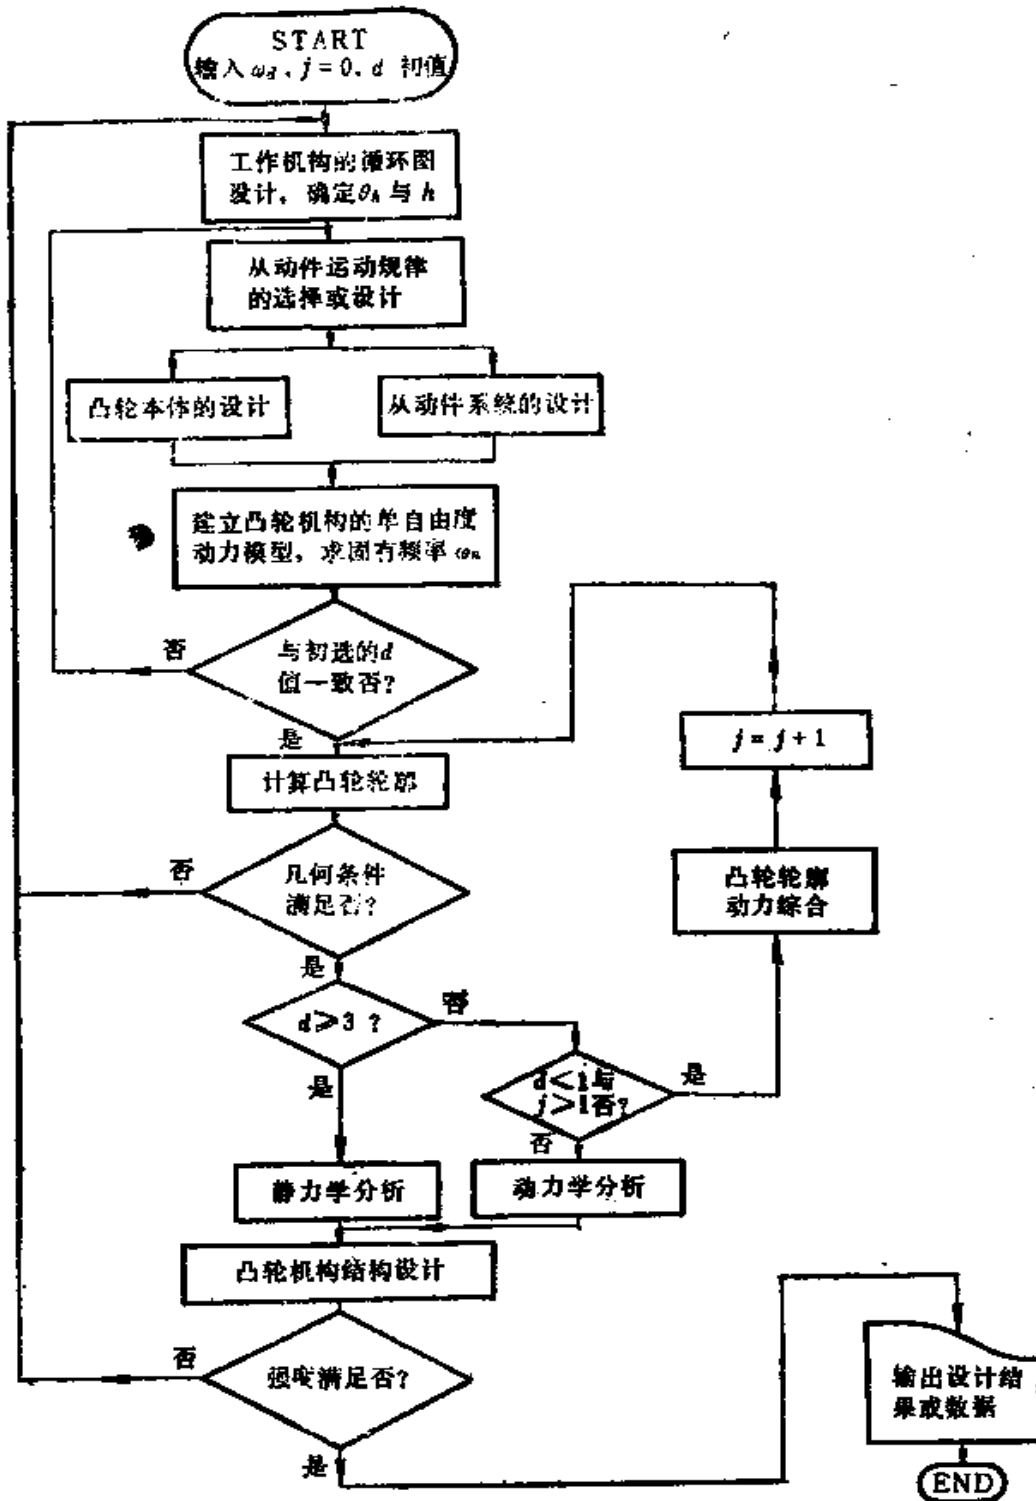 START
输入 ωd、j=0、d 初值
工作机构的循环图
设计，确定θh 与 h
从动件运动规律
的选择或设计
凸轮本体的设计
从动件系统的设计
建立凸轮机构的单自由度
动力模型，求固有频率 ωn
否
与初选的d
值一致否?
是
j = j + 1
计算凸轮轮廓
否
几何条件
满足否?
凸轮轮廓
动力综合
是
d≥3 ?
否
是
d<1与
j>1否?
是
否
静力学分析
动力学分析
凸轮机构结构设计
否
强度满足否?
输出设计结
果或数据
是
END